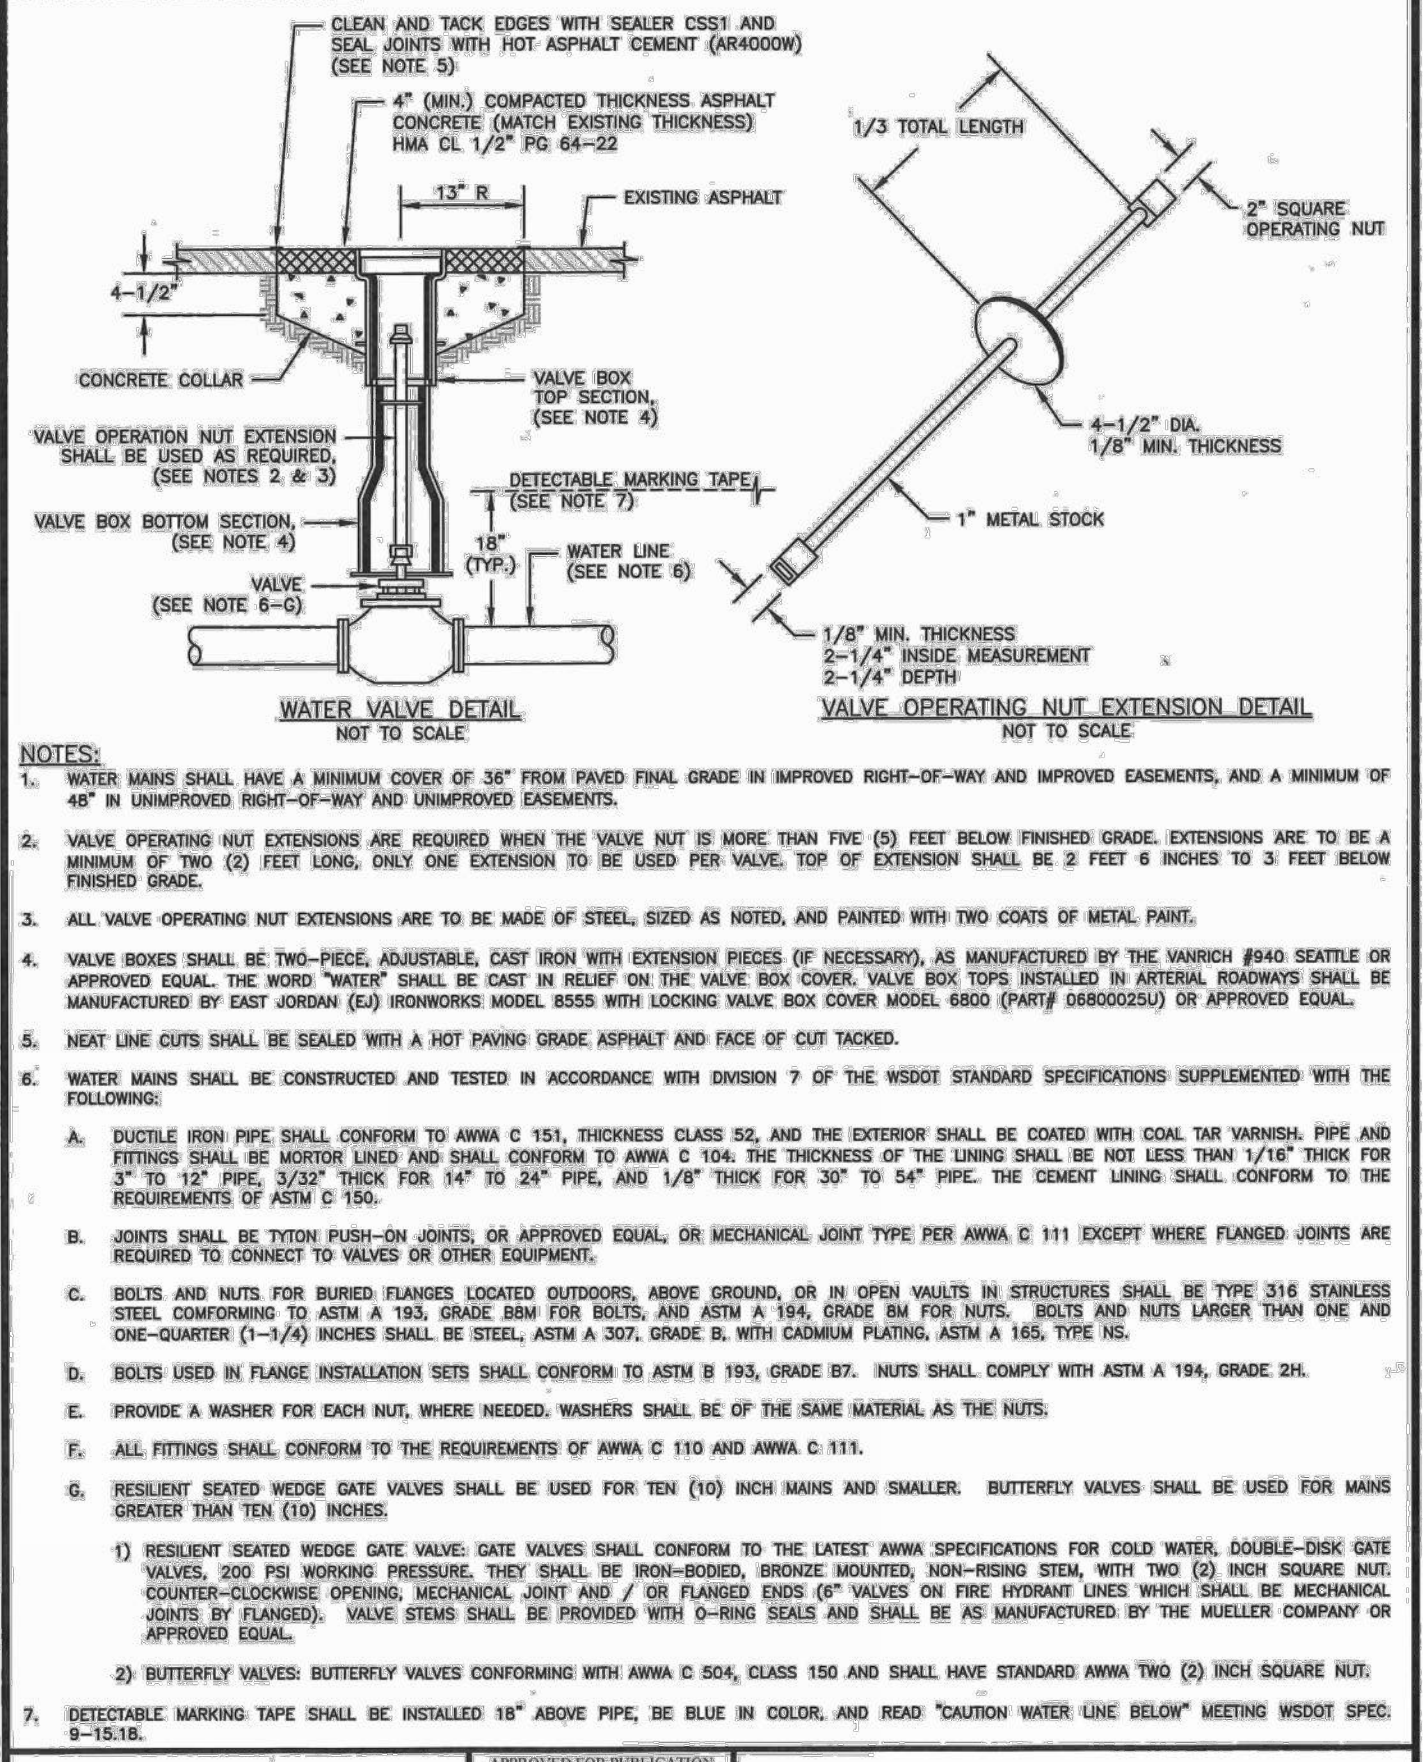 CLEAN AND TACK EDGES WITH SEALER CSS1 AND
SEAL JOINTS WITH HOT ASPHALT CEMENT (AR4000W)
(SEE NOTE 5)
4" (MIN.) COMPACTED THICKNESS ASPHALT
CONCRETE (MATCH EXISTING THICKNESS)
HMA CL 1/2" PG 64-22
13" R
EXISTING ASPHALT
4-1/2"
CONCRETE COLLAR
VALVE BOX
TOP SECTION,
(SEE NOTE 4)
VALVE OPERATION NUT EXTENSION
SHALL BE USED AS REQUIRED,
(SEE NOTES 2 & 3)
DETECTABLE MARKING TAPE
(SEE NOTE 7)
VALVE BOX BOTTOM SECTION,
(SEE NOTE 4)
18"
(TYP.)
WATER LINE
(SEE NOTE 6)
VALVE
(SEE NOTE 6-G)
WATER VALVE DETAIL
NOT TO SCALE
1/3 TOTAL LENGTH
2" SQUARE
OPERATING NUT
4-1/2" DIA.
1/8" MIN. THICKNESS
1" METAL STOCK
1/8" MIN. THICKNESS
2-1/4" INSIDE MEASUREMENT
2-1/4" DEPTH
VALVE OPERATING NUT EXTENSION DETAIL
NOT TO SCALE
NOTES:
1. WATER MAINS SHALL HAVE A MINIMUM COVER OF 36" FROM PAVED FINAL GRADE IN IMPROVED RIGHT-OF-WAY AND IMPROVED EASEMENTS, AND A MINIMUM OF
48" IN UNIMPROVED RIGHT-OF-WAY AND UNIMPROVED EASEMENTS.
2. VALVE OPERATING NUT EXTENSIONS ARE REQUIRED WHEN THE VALVE NUT IS MORE THAN FIVE (5) FEET BELOW FINISHED GRADE. EXTENSIONS ARE TO BE A
MINIMUM OF TWO (2) FEET LONG, ONLY ONE EXTENSION TO BE USED PER VALVE. TOP OF EXTENSION SHALL BE 2 FEET 6 INCHES TO 3 FEET BELOW
FINISHED GRADE.
3. ALL VALVE OPERATING NUT EXTENSIONS ARE TO BE MADE OF STEEL, SIZED AS NOTED, AND PAINTED WITH TWO COATS OF METAL PAINT.
4. VALVE BOXES SHALL BE TWO-PIECE, ADJUSTABLE, CAST IRON WITH EXTENSION PIECES (IF NECESSARY), AS MANUFACTURED BY THE VANRICH #940 SEATTLE OR
APPROVED EQUAL. THE WORD "WATER" SHALL BE CAST IN RELIEF ON THE VALVE BOX COVER. VALVE BOX TOPS INSTALLED IN ARTERIAL ROADWAYS SHALL BE
MANUFACTURED BY EAST JORDAN (EJ) IRONWORKS MODEL 8555 WITH LOCKING VALVE BOX COVER MODEL 6800 (PART# 06800025U) OR APPROVED EQUAL.
5. NEAT LINE CUTS SHALL BE SEALED WITH A HOT PAVING GRADE ASPHALT AND FACE OF CUT TACKED.
6. WATER MAINS SHALL BE CONSTRUCTED AND TESTED IN ACCORDANCE WITH DIVISION 7 OF THE WSDOT STANDARD SPECIFICATIONS SUPPLEMENTED WITH THE
FOLLOWING:
A. DUCTILE IRON PIPE SHALL CONFORM TO AWWA C 151, THICKNESS CLASS 52, AND THE EXTERIOR SHALL BE COATED WITH COAL TAR VARNISH. PIPE AND
FITTINGS SHALL BE MORTOR LINED AND SHALL CONFORM TO AWWA C 104. THE THICKNESS OF THE LINING SHALL BE NOT LESS THAN 1/16" THICK FOR
3" TO 12" PIPE, 3/32" THICK FOR 14" TO 24" PIPE, AND 1/8" THICK FOR 30" TO 54" PIPE. THE CEMENT LINING SHALL CONFORM TO THE
REQUIREMENTS OF ASTM C 150.
B. JOINTS SHALL BE TYTON PUSH-ON JOINTS, OR APPROVED EQUAL, OR MECHANICAL JOINT TYPE PER AWWA C 111 EXCEPT WHERE FLANGED JOINTS ARE
REQUIRED TO CONNECT TO VALVES OR OTHER EQUIPMENT.
C. BOLTS AND NUTS FOR BURIED FLANGES LOCATED OUTDOORS, ABOVE GROUND, OR IN OPEN VAULTS IN STRUCTURES SHALL BE TYPE 316 STAINLESS
STEEL COMFORMING TO ASTM A 193, GRADE B8M FOR BOLTS, AND ASTM A 194, GRADE 8M FOR NUTS. BOLTS AND NUTS LARGER THAN ONE AND
ONE-QUARTER (1-1/4) INCHES SHALL BE STEEL, ASTM A 307, GRADE B, WITH CADMIUM PLATING, ASTM A 165, TYPE NS.
D. BOLTS USED IN FLANGE INSTALLATION SETS SHALL CONFORM TO ASTM B 193, GRADE B7. NUTS SHALL COMPLY WITH ASTM A 194, GRADE 2H.
E. PROVIDE A WASHER FOR EACH NUT, WHERE NEEDED. WASHERS SHALL BE OF THE SAME MATERIAL AS THE NUTS.
F. ALL FITTINGS SHALL CONFORM TO THE REQUIREMENTS OF AWWA C 110 AND AWWA C 111.
G. RESILIENT SEATED WEDGE GATE VALVES SHALL BE USED FOR TEN (10) INCH MAINS AND SMALLER. BUTTERFLY VALVES SHALL BE USED FOR MAINS
GREATER THAN TEN (10) INCHES.
1) RESILIENT SEATED WEDGE GATE VALVE: GATE VALVES SHALL CONFORM TO THE LATEST AWWA SPECIFICATIONS FOR COLD WATER, DOUBLE-DISK GATE
VALVES, 200 PSI WORKING PRESSURE. THEY SHALL BE IRON-BODIED, BRONZE MOUNTED, NON-RISING STEM, WITH TWO (2) INCH SQUARE NUT.
COUNTER-CLOCKWISE OPENING, MECHANICAL JOINT AND / OR FLANGED ENDS (6" VALVES ON FIRE HYDRANT LINES WHICH SHALL BE MECHANICAL
JOINTS BY FLANGED). VALVE STEMS SHALL BE PROVIDED WITH O-RING SEALS AND SHALL BE AS MANUFACTURED BY THE MUELLER COMPANY OR
APPROVED EQUAL.
2) BUTTERFLY VALVES: BUTTERFLY VALVES CONFORMING WITH AWWA C 504, CLASS 150 AND SHALL HAVE STANDARD AWWA TWO (2) INCH SQUARE NUT.
7. DETECTABLE MARKING TAPE SHALL BE INSTALLED 18" ABOVE PIPE, BE BLUE IN COLOR, AND READ "CAUTION WATER LINE BELOW" MEETING WSDOT SPEC.
9-15.18.
APPROVED FOR PUBLICATION